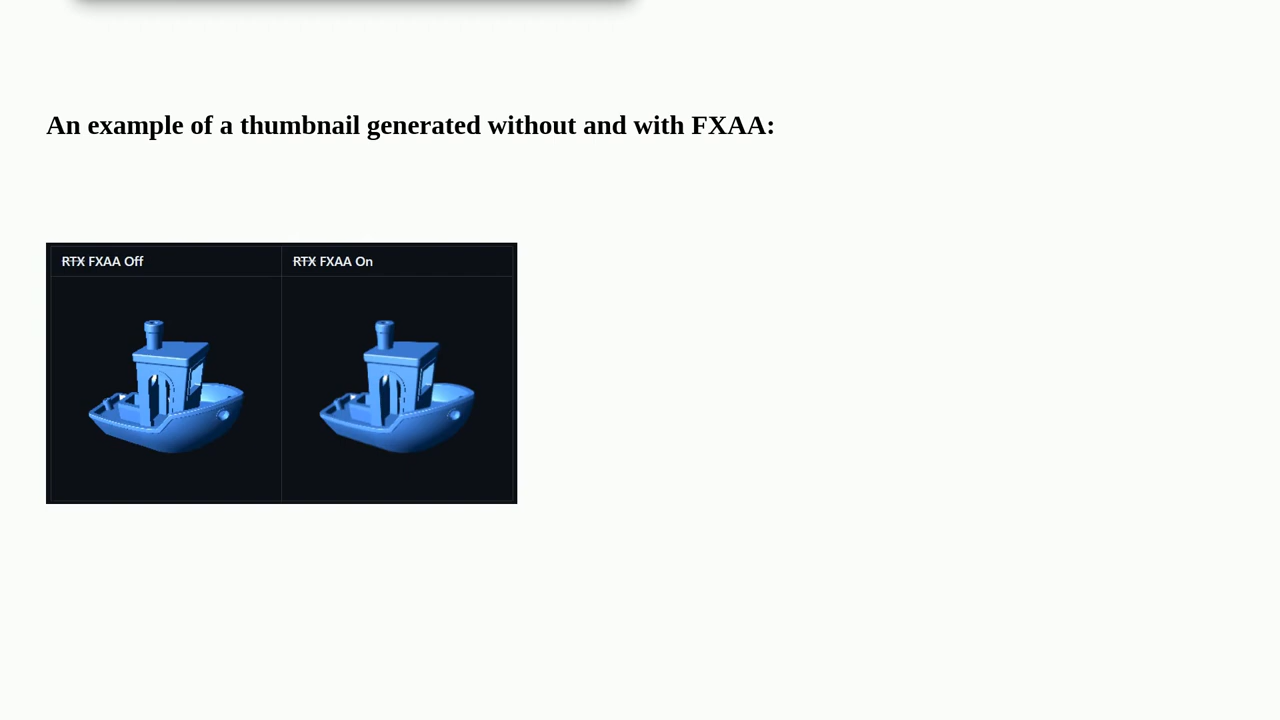 An example of a thumbnail generated without and with FXAA:
RTX FXAA Off
RTX FXAA On